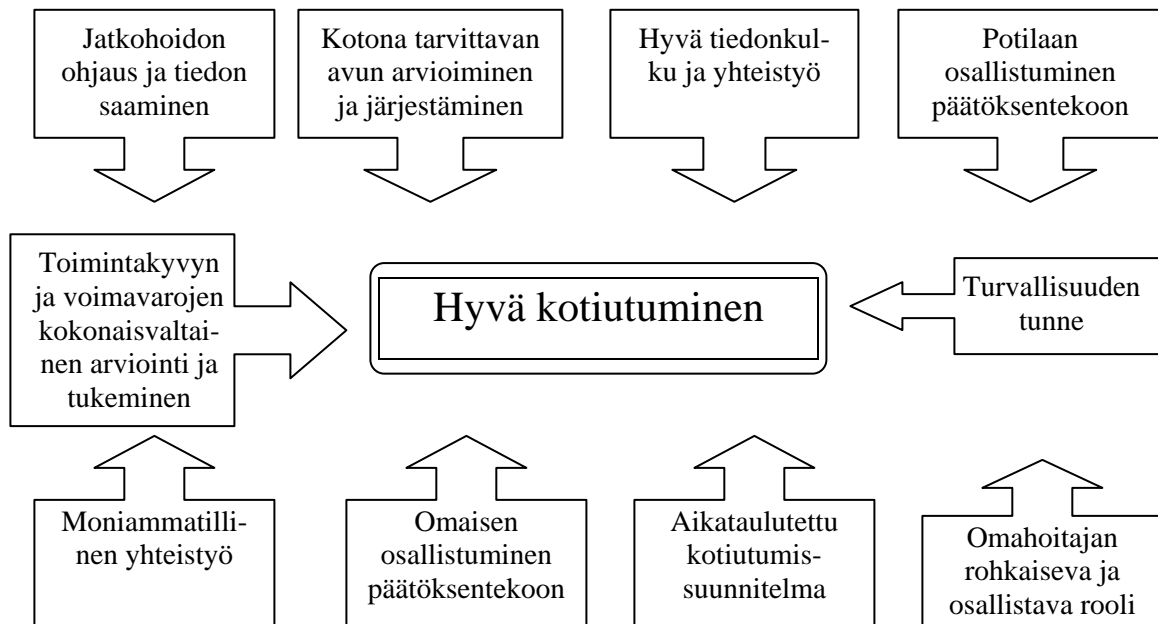 Jatkohoidon
ohjaus ja tiedon
saaminen
Kotona tarvittavan
avun arvioiminen
ja järjestäminen
Hyvä tiedonkul-
ku ja yhteistyö
Potilaan
osallistuminen
päätöksentekoon
Toimintakyvyn
ja voimavarojen
kokonaisvaltai-
nen arviointi ja
tukeminen
Hyvä kotiutuminen
Turvallisuuden
tunne
Moniammatilli-
nen yhteistyö
Omaisen
osallistuminen
päätöksentekoon
Aikataulutettu
kotiutumis-
suunnitelma
Omahoitajan
rohkaiseva ja
osallistava rooli